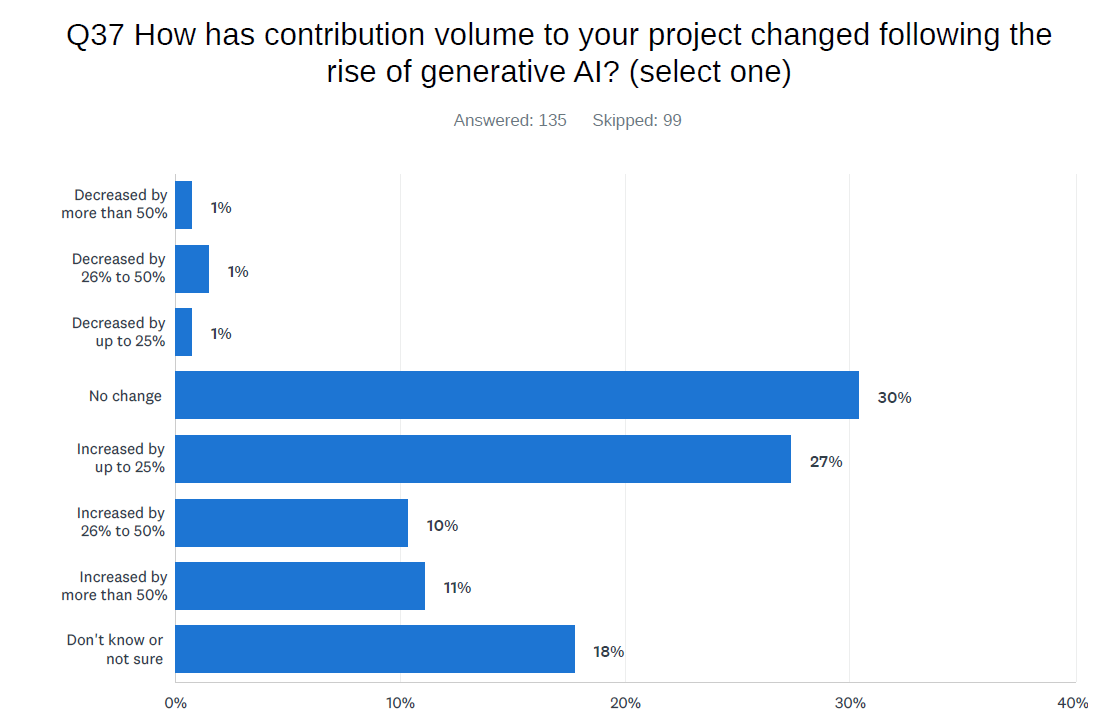 Q37 How has contribution volume to your project changed following the
rise of generative AI? (select one)
Answered: 135 Skipped: 99
Decreased by
more than 50%
1%
Decreased by
26% to 50%
1%
Decreased by
up to 25%
1%
No change
30%
Increased by
up to 25%
27%
Increased by
26% to 50%
10%
Increased by
more than 50%
11%
Don't know or
not sure
18%
0% 10% 20% 30% 40%